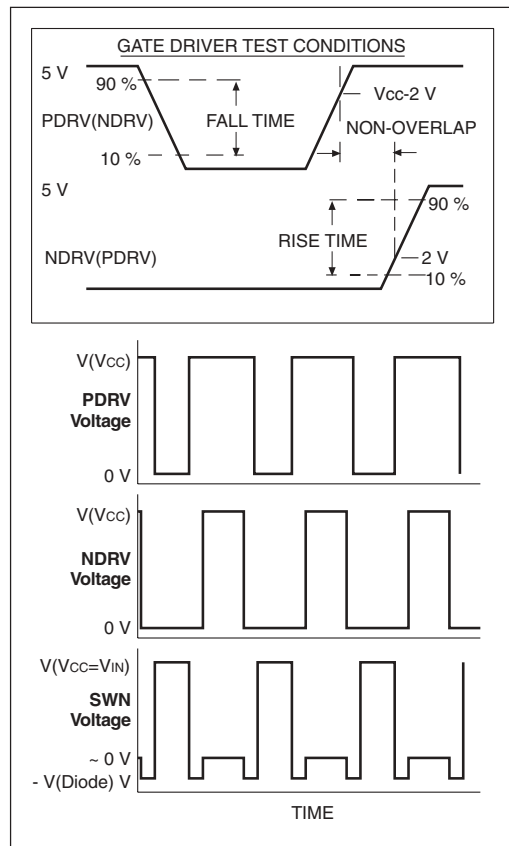 GATE DRIVER TEST CONDITIONS
5 V
90 %
Vcc-2 V
PDRV(NDRV)
FALL TIME
NON-OVERLAP
10 %
5 V
90 %
RISE TIME
NDRV(PDRV)
2 V
10 %
V(VCC)
PDRV
Voltage
0 V
V(VCC)
NDRV
Voltage
0 V
V(VCC=VIN)
SWN
Voltage
~ 0 V
- V(Diode) V
TIME